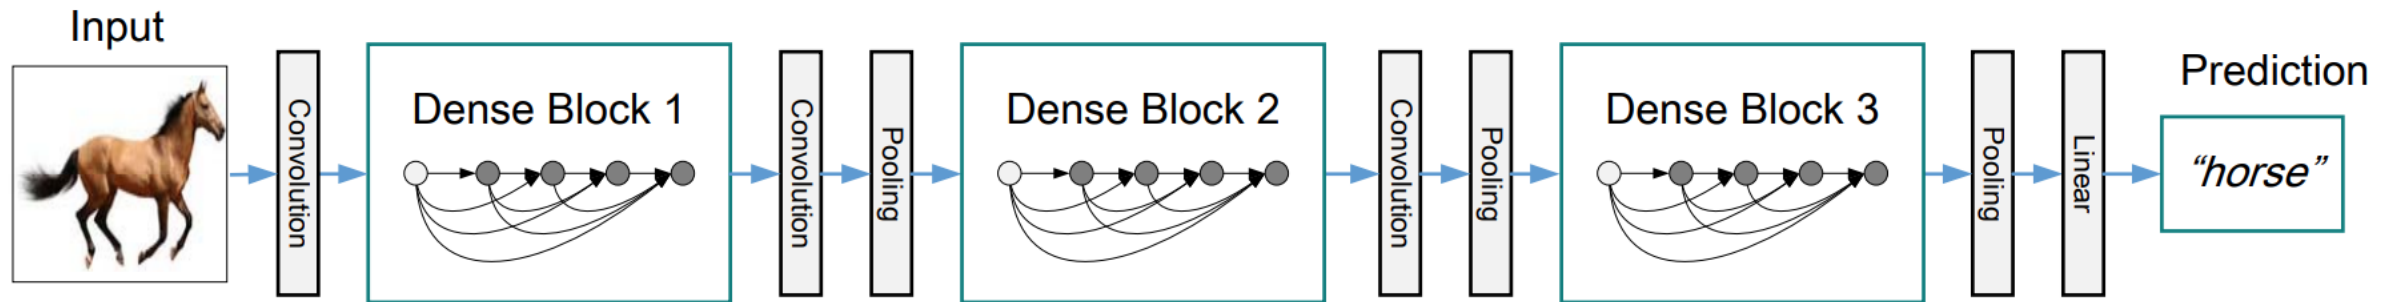 Input
Convolution
Dense Block 1
Convolution
Pooling
Dense Block 2
Convolution
Pooling
Dense Block 3
Pooling
Linear
Prediction
“horse”